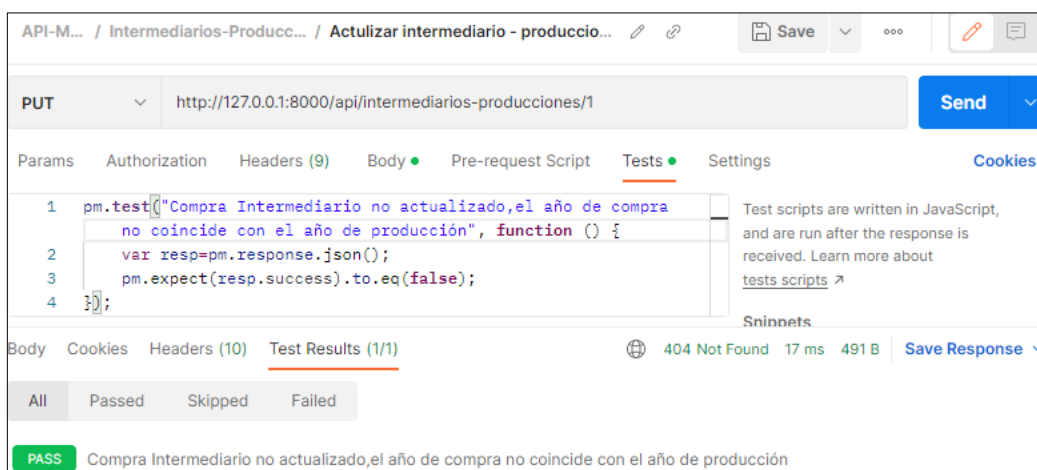 API-M... / Intermediarios-Producc... / Actulizar intermediario - produccio... Save ooo
PUT http://127.0.0.1:8000/api/intermediarios-producciones/1 Send
Params Authorization Headers (9) Body Pre-request Script Tests Settings Cookies
1 pm.test("Compra Intermediario no actualizado,el año de compra
no coincide con el año de producción", function () {
2 var resp=pm.response.json();
3 pm.expect(resp.success).to.eq(false);
4 });
Test scripts are written in JavaScript,
and are run after the response is
received. Learn more about
tests scripts ↗
Snippets
Body Cookies Headers (10) Test Results (1/1) 404 Not Found 17 ms 491 B Save Response
All Passed Skipped Failed
PASS Compra Intermediario no actualizado,el año de compra no coincide con el año de producción